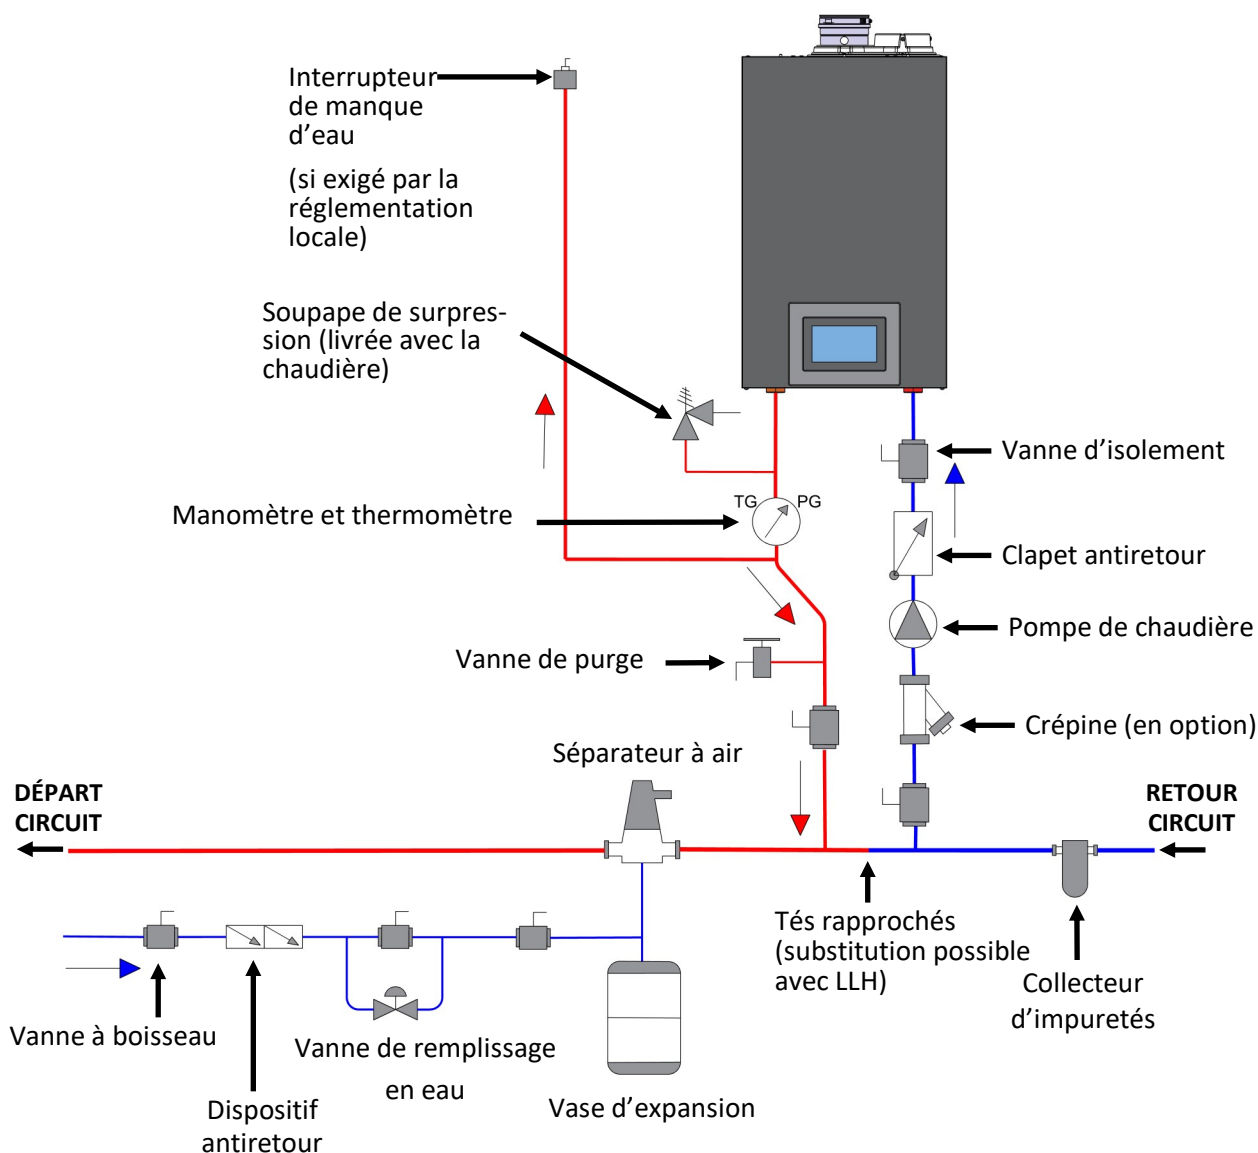 Interrupteur
de manque
d’eau
(si exigé par la
réglementation
locale)
Soupape de surpres-
sion (livrée avec la
chaudière)
Vanne d’isolement
TG
PG
Manomètre et thermomètre
Clapet antiretour
Pompe de chaudière
Vanne de purge
Crépine (en option)
Séparateur à air
DÉPART
CIRCUIT
RETOUR
CIRCUIT
Tés rapprochés
(substitution possible
avec LLH)
Collecteur
d’impuretés
Vanne à boisseau
Vanne de remplissage
en eau
Vase d’expansion
Dispositif
antiretour